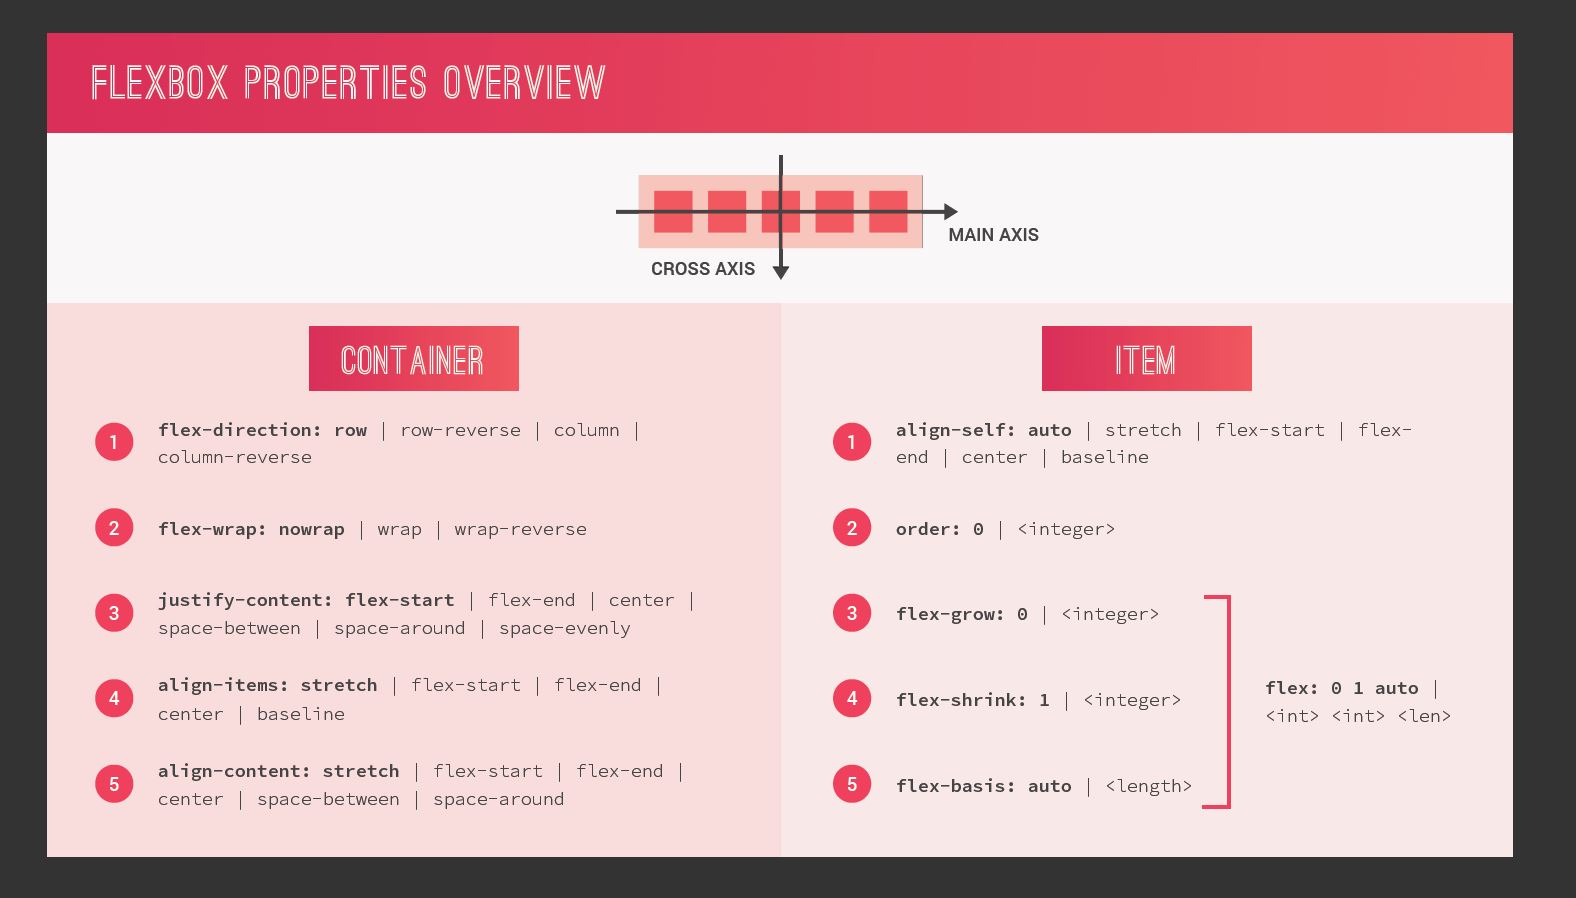 FLEXBOX PROPERTIES OVERVIEW
MAIN AXIS
CROSS AXIS
CONTAINER
1 flex-direction: row | row-reverse | column |
column-reverse
2 flex-wrap: nowrap | wrap | wrap-reverse
3 justify-content: flex-start | flex-end | center |
space-between | space-around | space-evenly
4 align-items: stretch | flex-start | flex-end |
center | baseline
5 align-content: stretch | flex-start | flex-end |
center | space-between | space-around
ITEM
1 align-self: auto | stretch | flex-start | flex-
end | center | baseline
2 order: 0 | <integer>
3 flex-grow: 0 | <integer>
4 flex-shrink: 1 | <integer>
5 flex-basis: auto | <length>
flex: 0 1 auto |
<int> <int> <len>